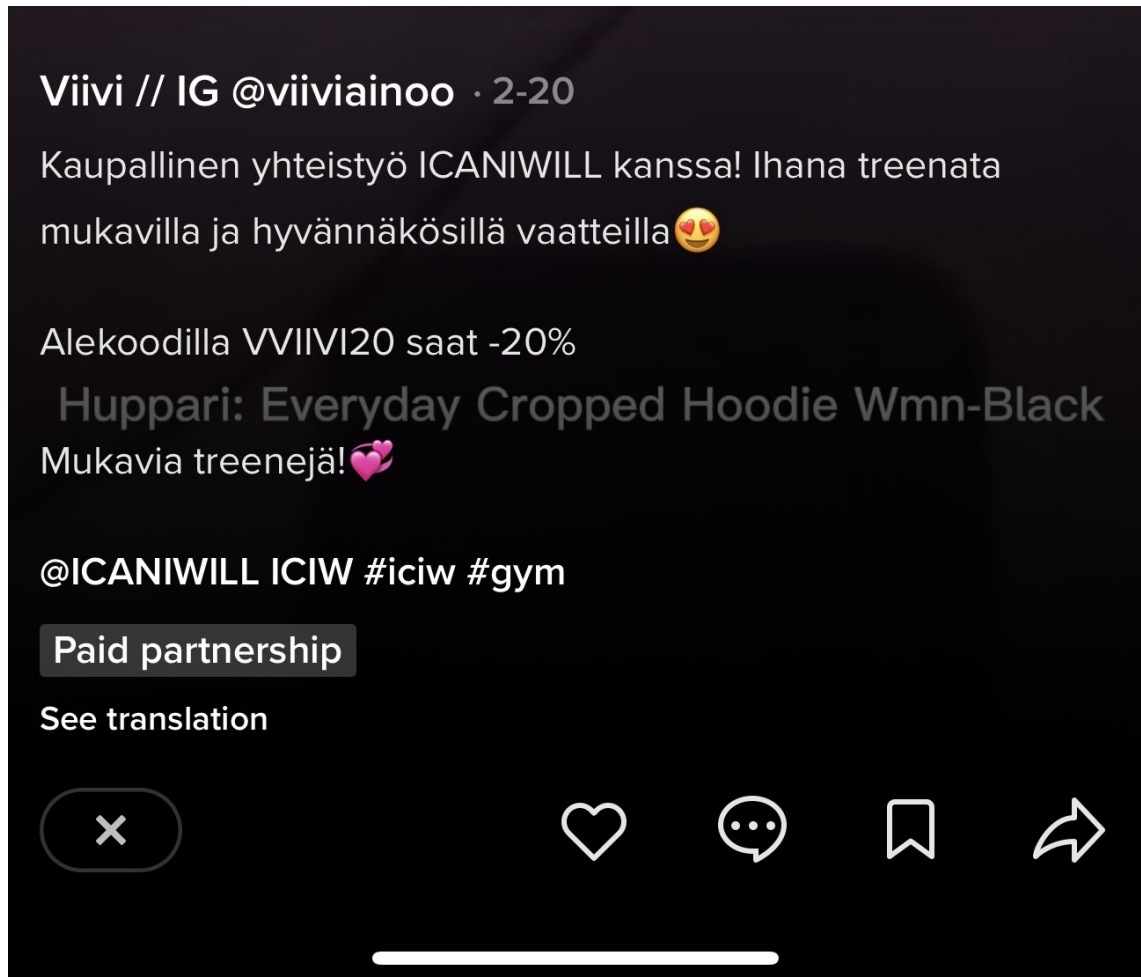 Viivi // IG @viiviainoo · 2-20
Kaupallinen yhteistyö ICANIWILL kanssa! Ihana treenata
mukavilla ja hyvännäkösillä vaatteilla😍
Alekoodilla VVIIVI20 saat -20%
Huppari: Everyday Cropped Hoodie Wmn-Black
Mukavia treenejä!💞
@ICANIWILL ICIW #iciw #gym
Paid partnership
See translation